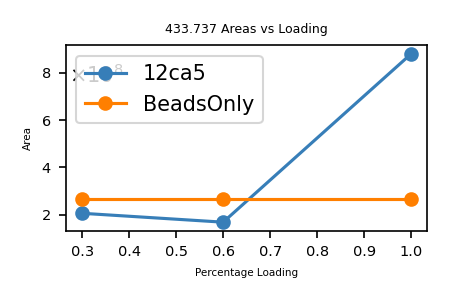 433.737 Areas vs Loading
×10⁸
12ca5
BeadsOnly
8
6
4
2
Area
0.3 0.4 0.5 0.6 0.7 0.8 0.9 1.0
Percentage Loading